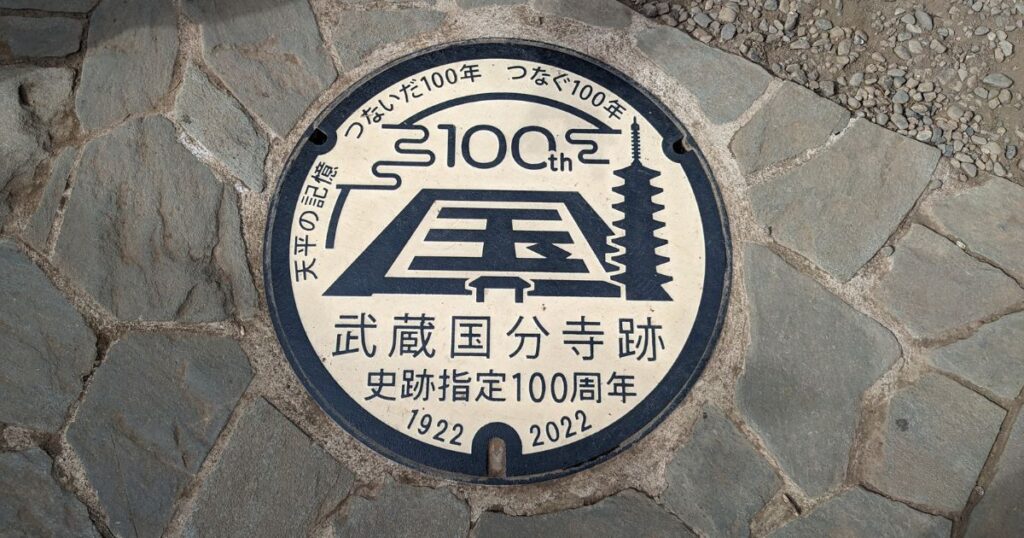 天平の記憶 つないだ100年 つなぐ100年
100th
国
武蔵国分寺跡
史跡指定100周年
1922 2022